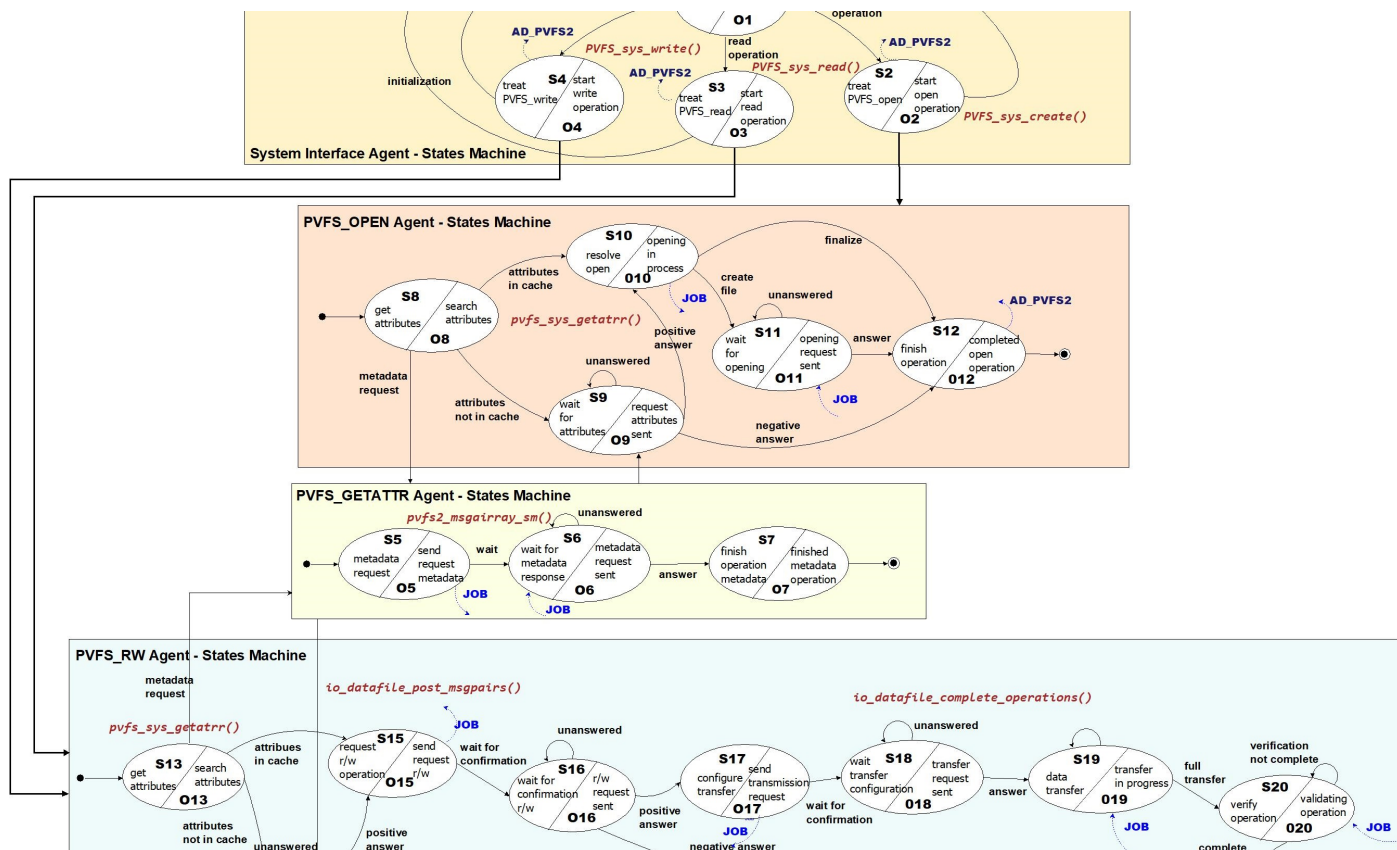 O1
operation
AD_PVFS2
PVFS_sys_write()
read
operation
AD_PVFS2
PVFS_sys_read()
AD_PVFS2
initialization
S4
treat
PVFS_write
start
write
operation
O4
S3
treat
PVFS_read
start
read
operation
O3
S2
treat
PVFS_open
start
open
operation
O2
PVFS_sys_create()
System Interface Agent - States Machine
PVFS_OPEN Agent - States Machine
S10
resolve
open
opening
in
process
O10
finalize
attributes
in cache
create
file
JOB
unanswered
AD_PVFS2
S8
get
attributes
search
attributes
O8
pvfs_sys_getatrr()
positive
answer
S11
wait
for
opening
opening
request
sent
O11
answer
S12
finish
operation
completed
open
operation
O12
JOB
unanswered
metadata
request
attributes
not in cache
S9
wait
for
attributes
request
attributes
sent
O9
negative
answer
PVFS_GETATTR Agent - States Machine
pvfs2_msgairray_sm()
unanswered
S5
metadata
request
send
request
metadata
O5
wait
S6
wait for
metadata
response
metadata
request
sent
O6
answer
S7
finish
operation
metadata
finished
metadata
operation
O7
JOB
JOB
PVFS_RW Agent - States Machine
metadata
request
io_datafile_post_msgpairs()
io_datafile_complete_operations()
pvfs_sys_getatrr()
JOB
unanswered
unanswered
S13
get
attributes
search
attributes
O13
attribues
in cache
S15
request
r/w
operation
send
request
r/w
O15
wait for
confirmation
S16
wait for
confirmation
r/w
r/w
request
sent
O16
positive
answer
S17
configure
transfer
send
transmission
request
O17
wait for
confirmation
S18
wait
transfer
configuration
transfer
request
sent
O18
answer
S19
data
transfer
transfer
in progress
O19
full
transfer
verification
not complete
S20
verify
operation
validating
operation
O20
JOB
JOB
JOB
attributes
not in cache
unanswered
positive
answer
negative answer
complete